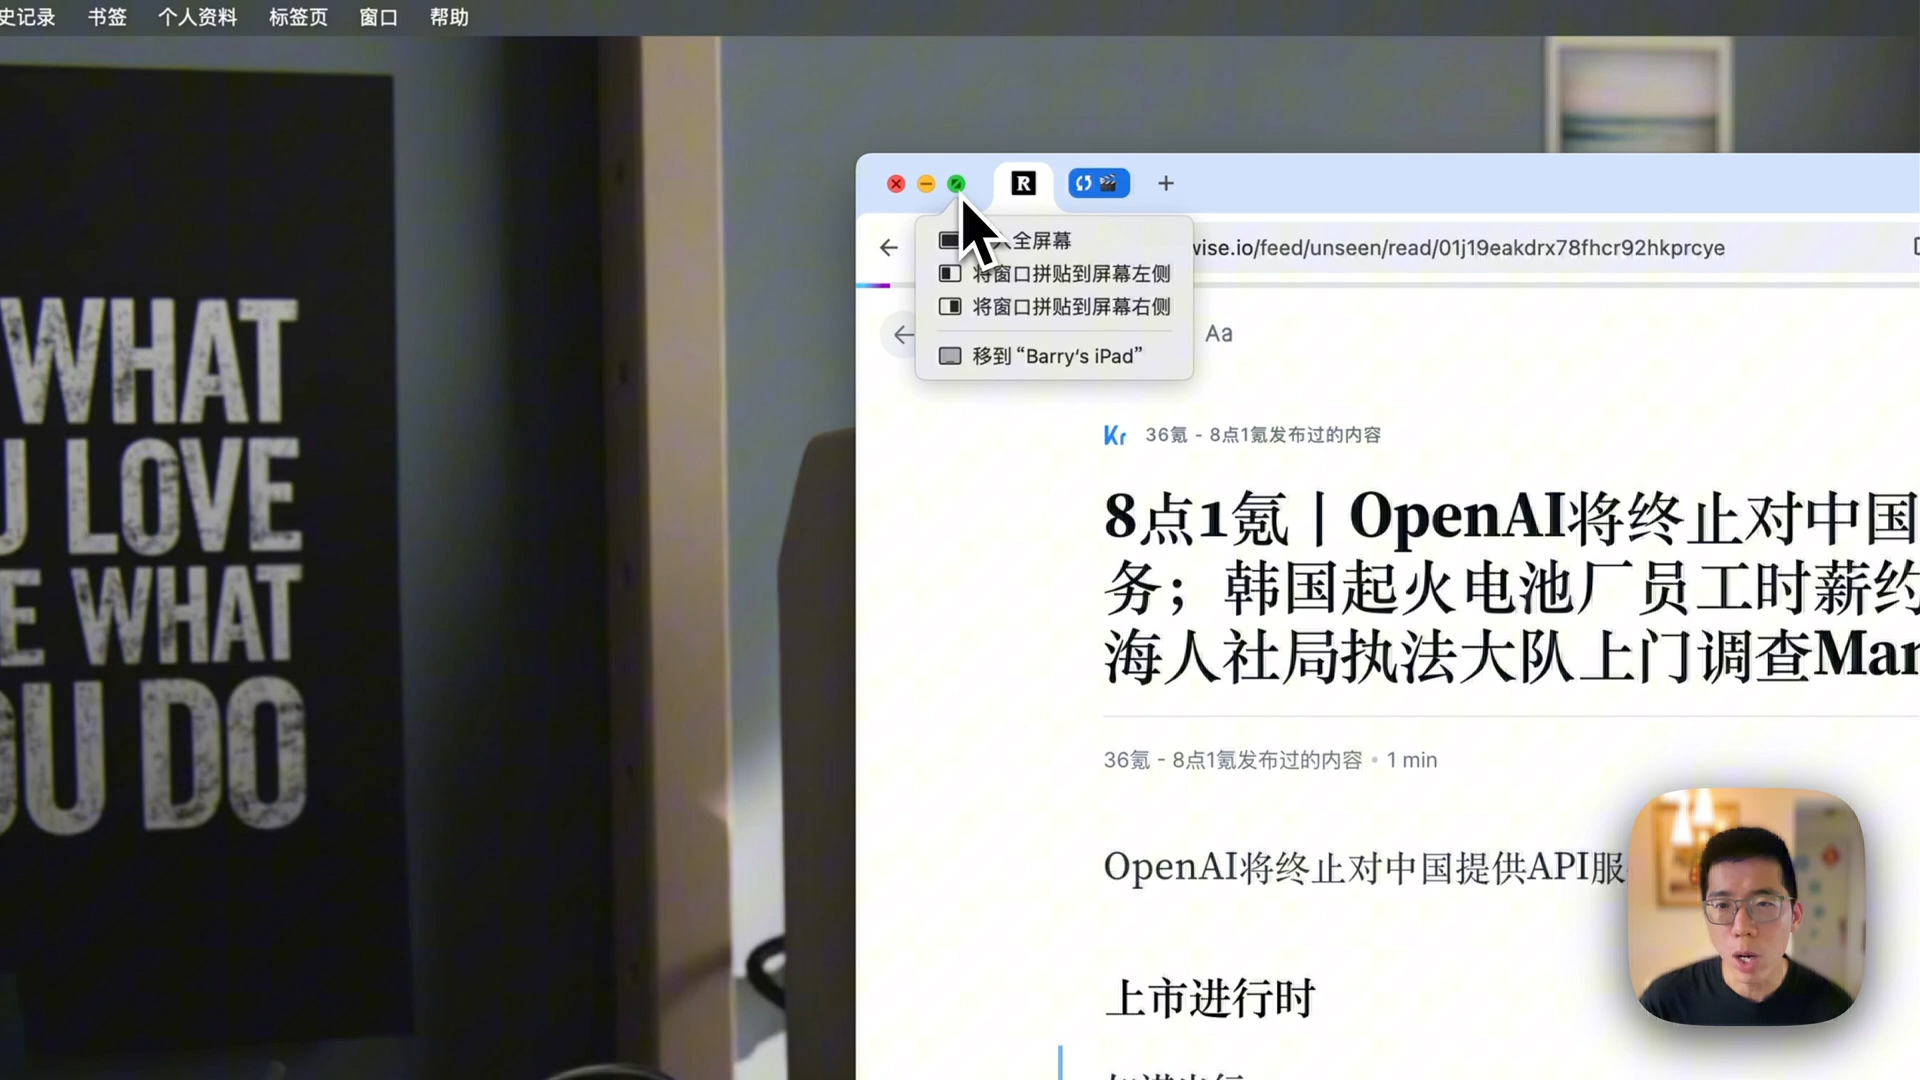 史记录 书签 个人资料 标签页 窗口 帮助
WHAT
U LOVE
E WHAT
OU DO
R
全屏幕
将窗口拼贴到屏幕左侧
将窗口拼贴到屏幕右侧
移到 “Barry's iPad”
wise.io/feed/unseen/read/01j19eakdrx78fhcr92hkprcye
Aa
Kr 36氪 - 8点1氪发布过的内容
8点1氪丨OpenAI将终止对中国
务；韩国起火电池厂员工时薪约
海人社局执法大队上门调查Man
36氪 - 8点1氪发布过的内容 • 1 min
OpenAI将终止对中国提供API服
上市进行时